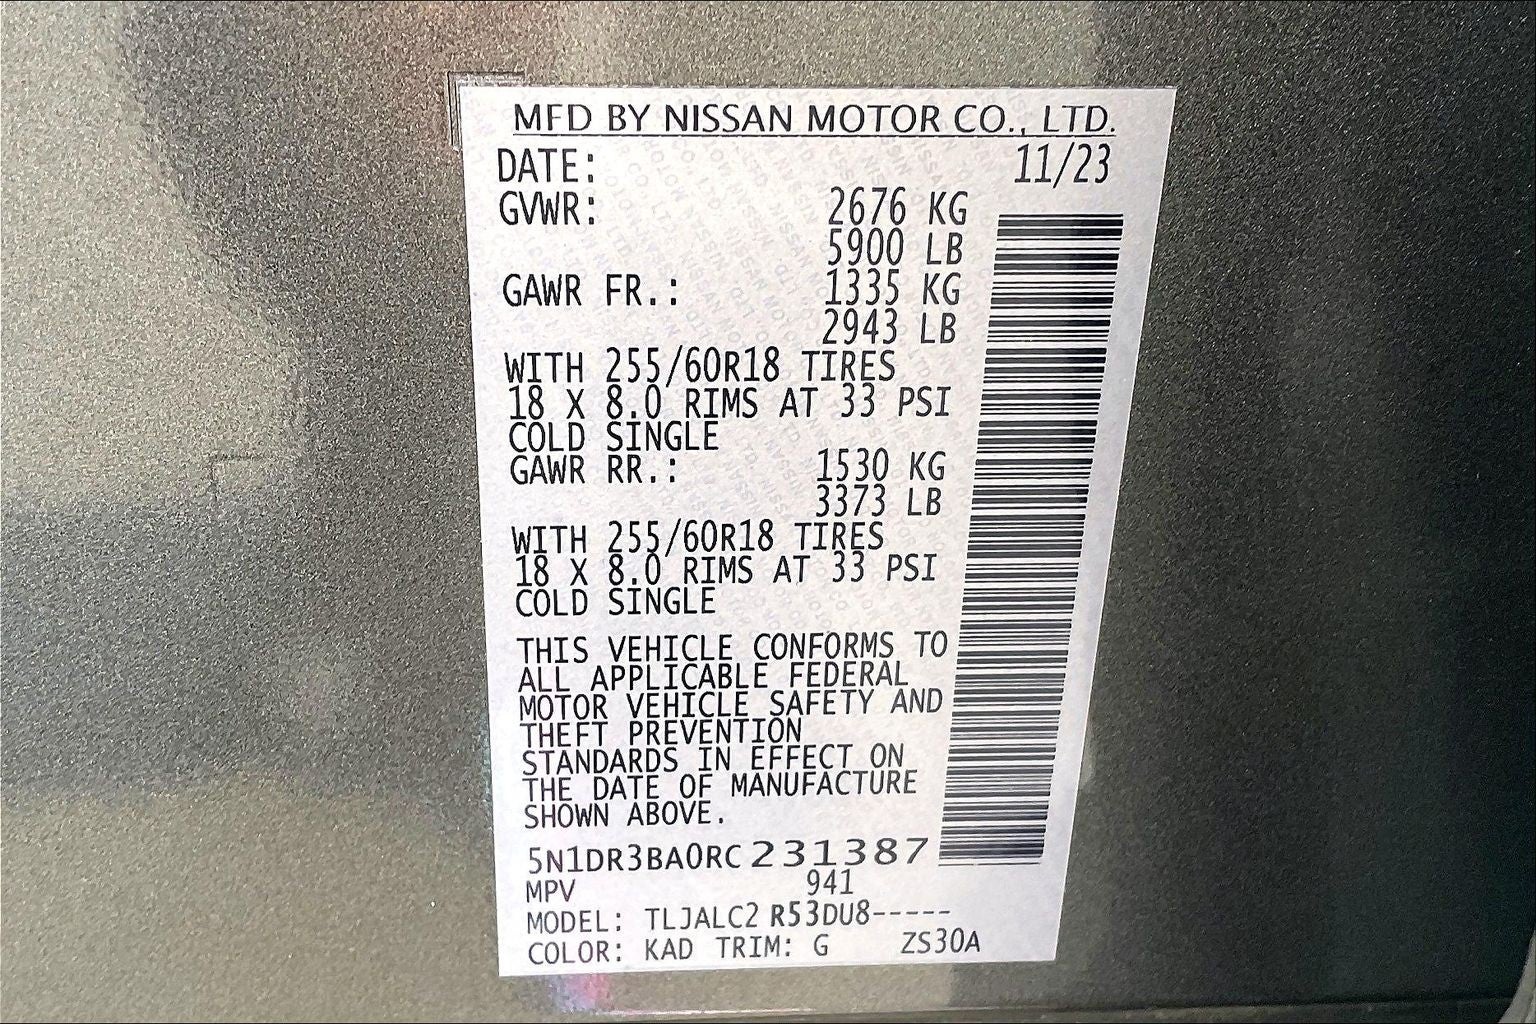 MFD BY NISSAN MOTOR CO., LTD.
DATE: 11/23
GVWR: 2676 KG
5900 LB
GAWR FR.: 1335 KG
2943 LB
WITH 255/60R18 TIRES
18 X 8.0 RIMS AT 33 PSI
COLD SINGLE
GAWR RR.: 1530 KG
3373 LB
WITH 255/60R18 TIRES
18 X 8.0 RIMS AT 33 PSI
COLD SINGLE
THIS VEHICLE CONFORMS TO
ALL APPLICABLE FEDERAL
MOTOR VEHICLE SAFETY AND
THEFT PREVENTION
STANDARDS IN EFFECT ON
THE DATE OF MANUFACTURE
SHOWN ABOVE.
5N1DR3BA0RC231387
MPV 941
MODEL: TLJALC2 R53DU8-----
COLOR: KAD TRIM: G ZS30A